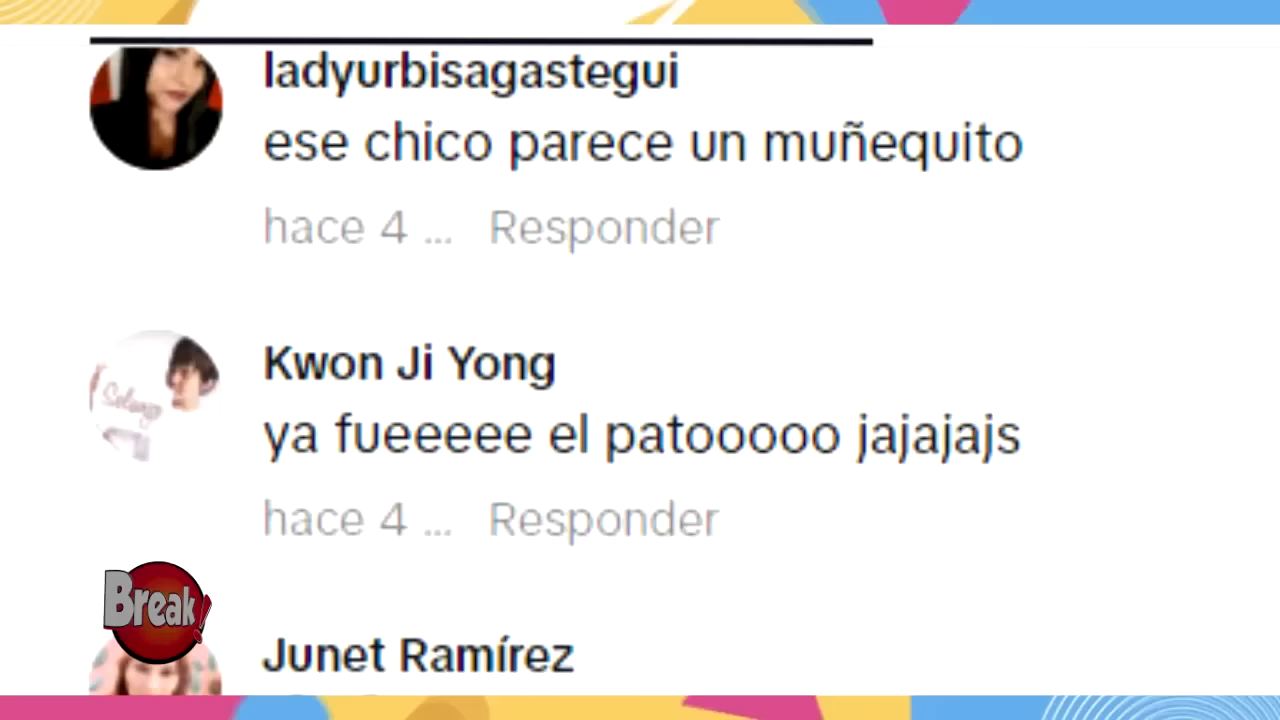 ladyurbisagastegui
ese chico parece un muñequito
hace 4 ... Responder
Kwon Ji Yong
ya fueeeee el patooooo jajajajs
hace 4 ... Responder
Break!
Junet Ramírez